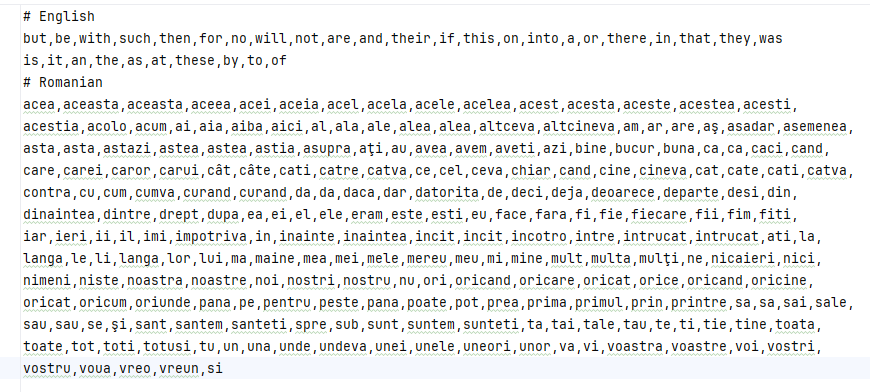 # English
but,be,with,such,then,for,no,will,not,are,and,their,if,this,on,into,a,or,there,in,that,they,was
is,it,an,the,as,at,these,by,to,of
# Romanian
acea,aceasta,aceasta,aceea,acei,aceia,acel,acela,acele,acelea,acest,acesta,aceste,acestea,acesti,
acestia,acolo,acum,ai,aia,aiba,aici,al,ala,ale,alea,alea,altceva,altcineva,am,ar,are,aş,asadar,asemenea,
asta,asta,astazi,astea,astea,astia,asupra,aţi,au,avea,avem,aveti,azi,bine,bucur,buna,ca,ca,caci,cand,
care,carei,caror,carui,cât,câte,cati,catre,catva,ce,cel,ceva,chiar,cand,cine,cineva,cat,cate,cati,catva,
contra,cu,cum,cumva,curand,curand,da,da,daca,dar,datorita,de,deci,deja,deoarece,departe,desi,din,
dinaintea,dintre,drept,dupa,ea,ei,el,ele,eram,este,esti,eu,face,fara,fi,fie,fiecare,fii,fim,fiti,
iar,ieri,ii,il,imi,impotriva,in,inainte,inaintea,incit,incit,incotro,intre,intrucat,intrucat,ati,la,
langa,le,li,langa,lor,lui,ma,maine,mea,mei,mele,mereu,meu,mi,mine,mult,multa,mulţi,ne,nicaieri,nici,
nimeni,niste,noastra,noastre,noi,nostri,nostru,nu,ori,oricand,oricare,oricat,orice,oricand,oricine,
oricat,oricum,oriunde,pana,pe,pentru,peste,pana,poate,pot,prea,prima,primul,prin,printre,sa,sa,sai,sale,
sau,sau,se,şi,sant,santem,santeti,spre,sub,sunt,suntem,sunteti,ta,tai,tale,tau,te,ti,tie,tine,toata,
toate,tot,toti,totusi,tu,un,una,unde,undeva,unei,unele,uneori,unor,va,vi,voastra,voastre,voi,vostri,
vostru,voua,vreo,vreun,si